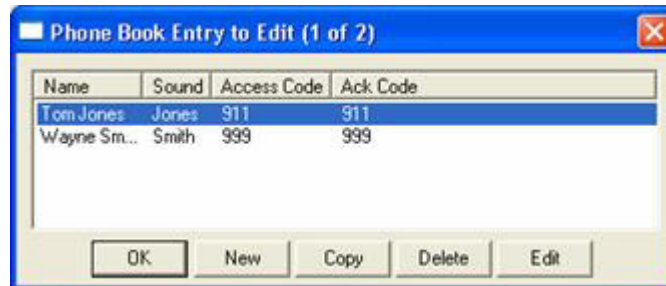 Phone Book Entry to Edit (1 of 2)
Name Sound Access Code Ack Code
Tom Jones Jones 911 911
Wayne Sm... Smith 999 999
OK New Copy Delete Edit